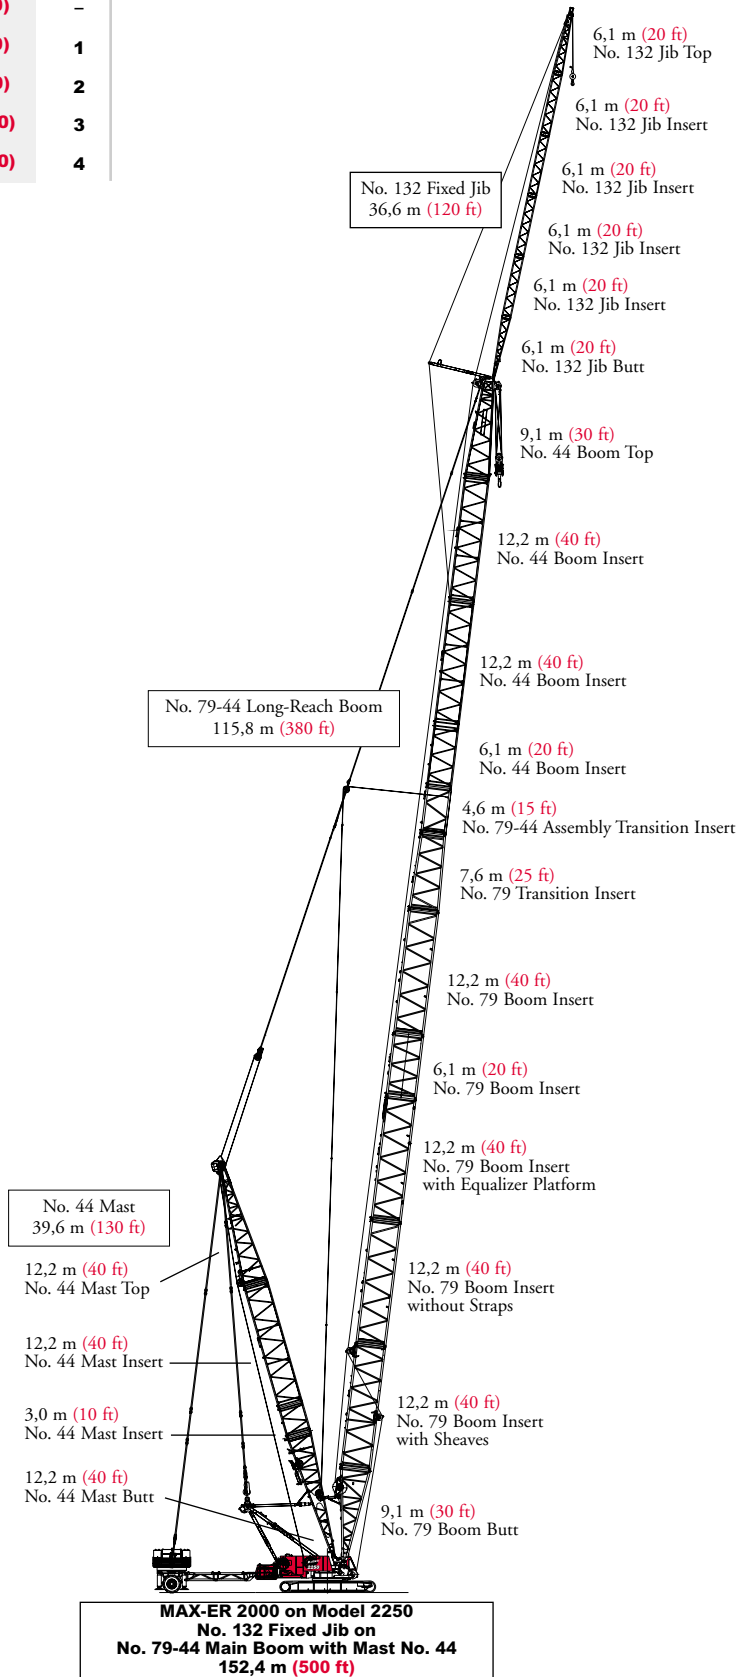 0)
–
0)
1
0)
2
0)
3
0)
4
6,1 m (20 ft)
No. 132 Jib Top
6,1 m (20 ft)
No. 132 Jib Insert
6,1 m (20 ft)
No. 132 Jib Insert
No. 132 Fixed Jib
36,6 m (120 ft)
6,1 m (20 ft)
No. 132 Jib Insert
6,1 m (20 ft)
No. 132 Jib Insert
6,1 m (20 ft)
No. 132 Jib Butt
9,1 m (30 ft)
No. 44 Boom Top
12,2 m (40 ft)
No. 44 Boom Insert
12,2 m (40 ft)
No. 44 Boom Insert
No. 79-44 Long-Reach Boom
115,8 m (380 ft)
6,1 m (20 ft)
No. 44 Boom Insert
4,6 m (15 ft)
No. 79-44 Assembly Transition Insert
7,6 m (25 ft)
No. 79 Transition Insert
12,2 m (40 ft)
No. 79 Boom Insert
6,1 m (20 ft)
No. 79 Boom Insert
12,2 m (40 ft)
No. 79 Boom Insert
with Equalizer Platform
No. 44 Mast
39,6 m (130 ft)
12,2 m (40 ft)
No. 44 Mast Top
12,2 m (40 ft)
No. 79 Boom Insert
without Straps
12,2 m (40 ft)
No. 44 Mast Insert
3,0 m (10 ft)
No. 44 Mast Insert
12,2 m (40 ft)
No. 79 Boom Insert
with Sheaves
12,2 m (40 ft)
No. 44 Mast Butt
9,1 m (30 ft)
No. 79 Boom Butt
MAX-ER 2000 on Model 2250
No. 132 Fixed Jib on
No. 79-44 Main Boom with Mast No. 44
152,4 m (500 ft)